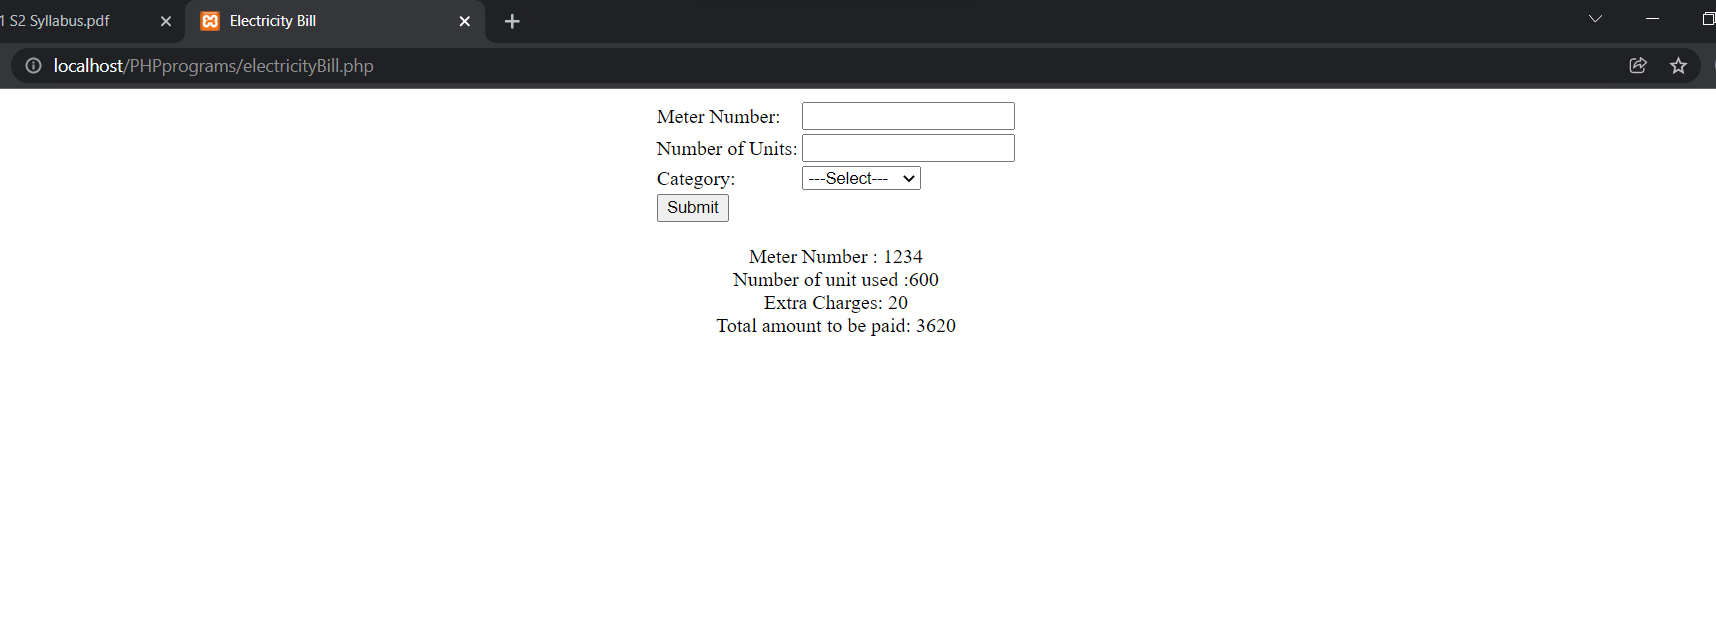 1 S2 Syllabus.pdf
Electricity Bill
localhost/PHPprograms/electricityBill.php
Meter Number:
Number of Units:
Category: ---Select---
Submit
Meter Number : 1234
Number of unit used :600
Extra Charges: 20
Total amount to be paid: 3620